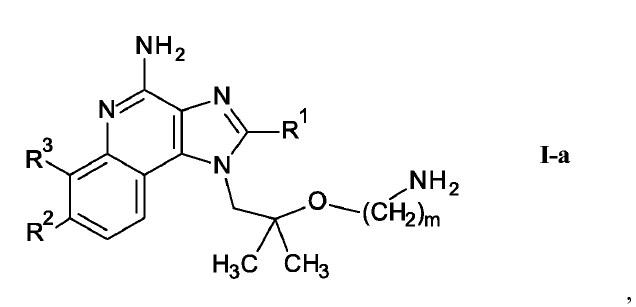 NH2
N
N
R1
R3
N
I-a
R2
O
(CH2)m
NH2
H3C
CH3
,